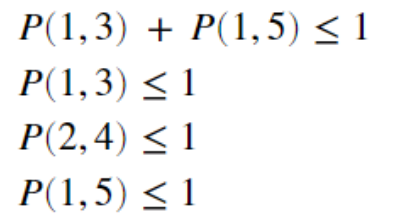 P(1,3) + P(1,5) ≤ 1
P(1,3) ≤ 1
P(2,4) ≤ 1
P(1,5) ≤ 1